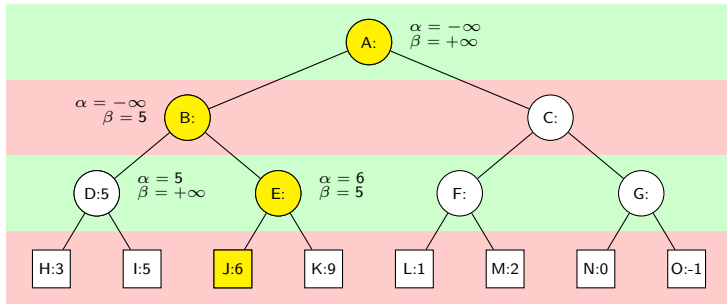 A:
α = −∞
β = +∞
α = −∞
β = 5
B:
C:
D:5
α = 5
β = +∞
E:
α = 6
β = 5
F:
G:
H:3
I:5
J:6
K:9
L:1
M:2
N:0
O:-1